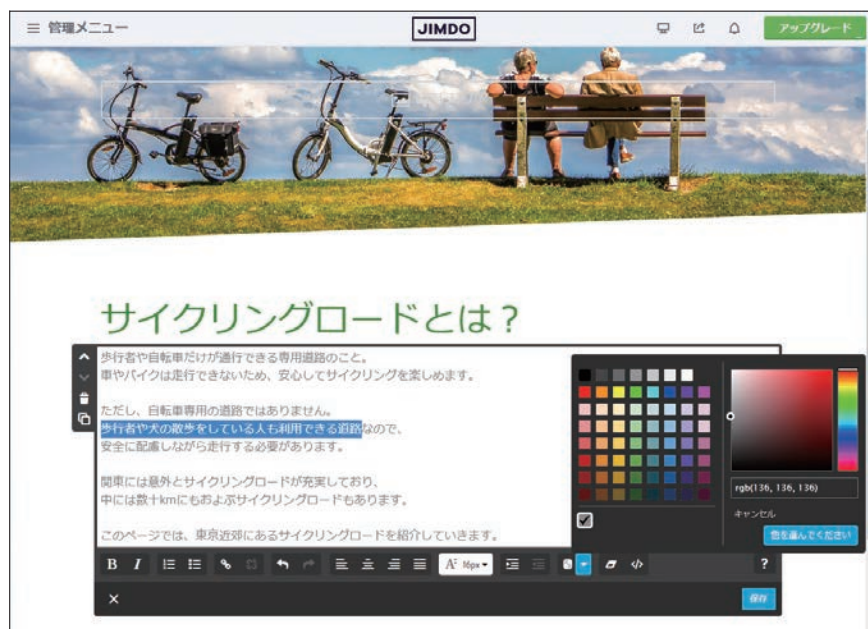 管理メニュー
JIMDO
アップグレード
サイクリングロードとは？
歩行者や自転車だけが通行できる専用道路のこと。
車やバイクは走行できないため、安心してサイクリングを楽しめます。
ただし、自転車専用の道路ではありません。
歩行者や犬の散歩をしている人も利用できる道路なので、
安全に配慮しながら走行する必要があります。
関東には意外とサイクリングロードが充実しており、
中には数十kmにもおよぶサイクリングロードもあります。
このページでは、東京近郊にあるサイクリングロードを紹介していきます。
rgb(136, 136, 136)
キャンセル
色を選んでください
B I A 16px ?
保存